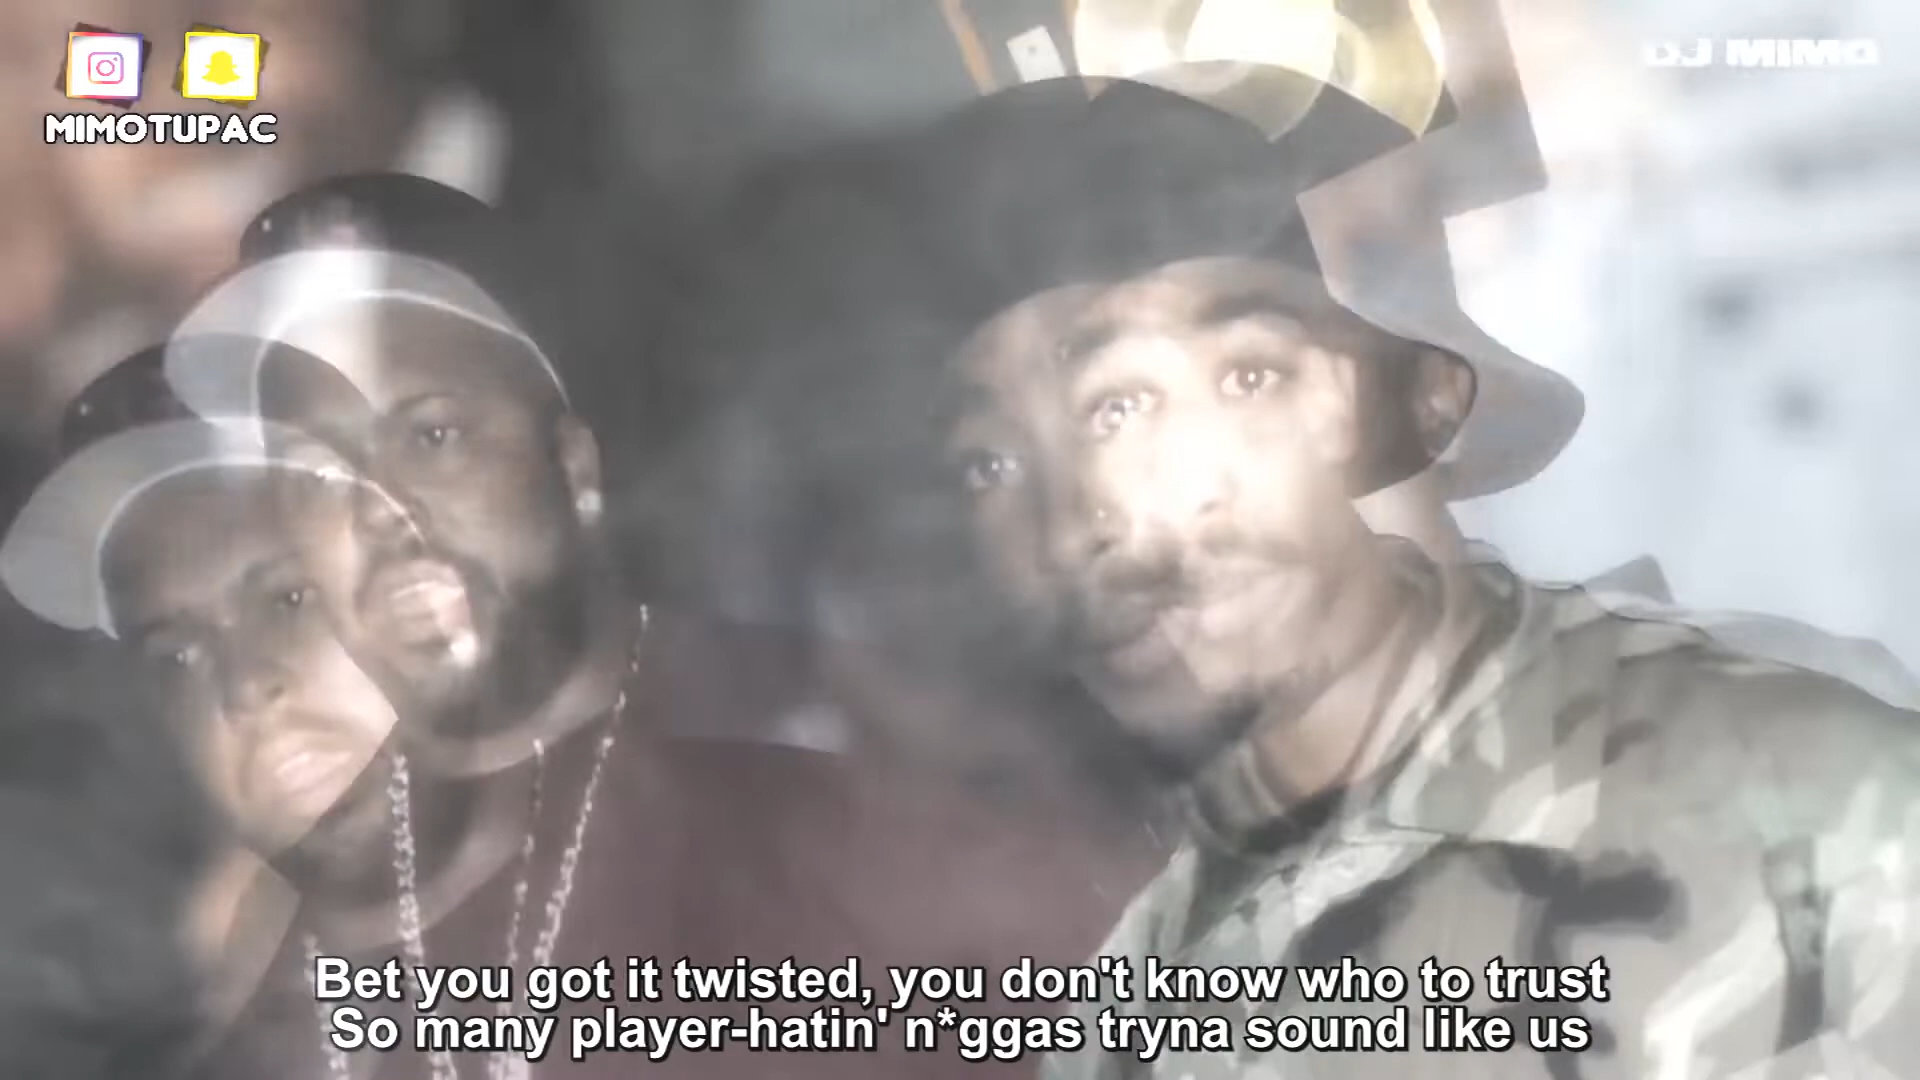 DJ MIMO
MIMOTUPAC
Bet you got it twisted, you don't know who to trust
So many player-hatin' n*ggas tryna sound like us